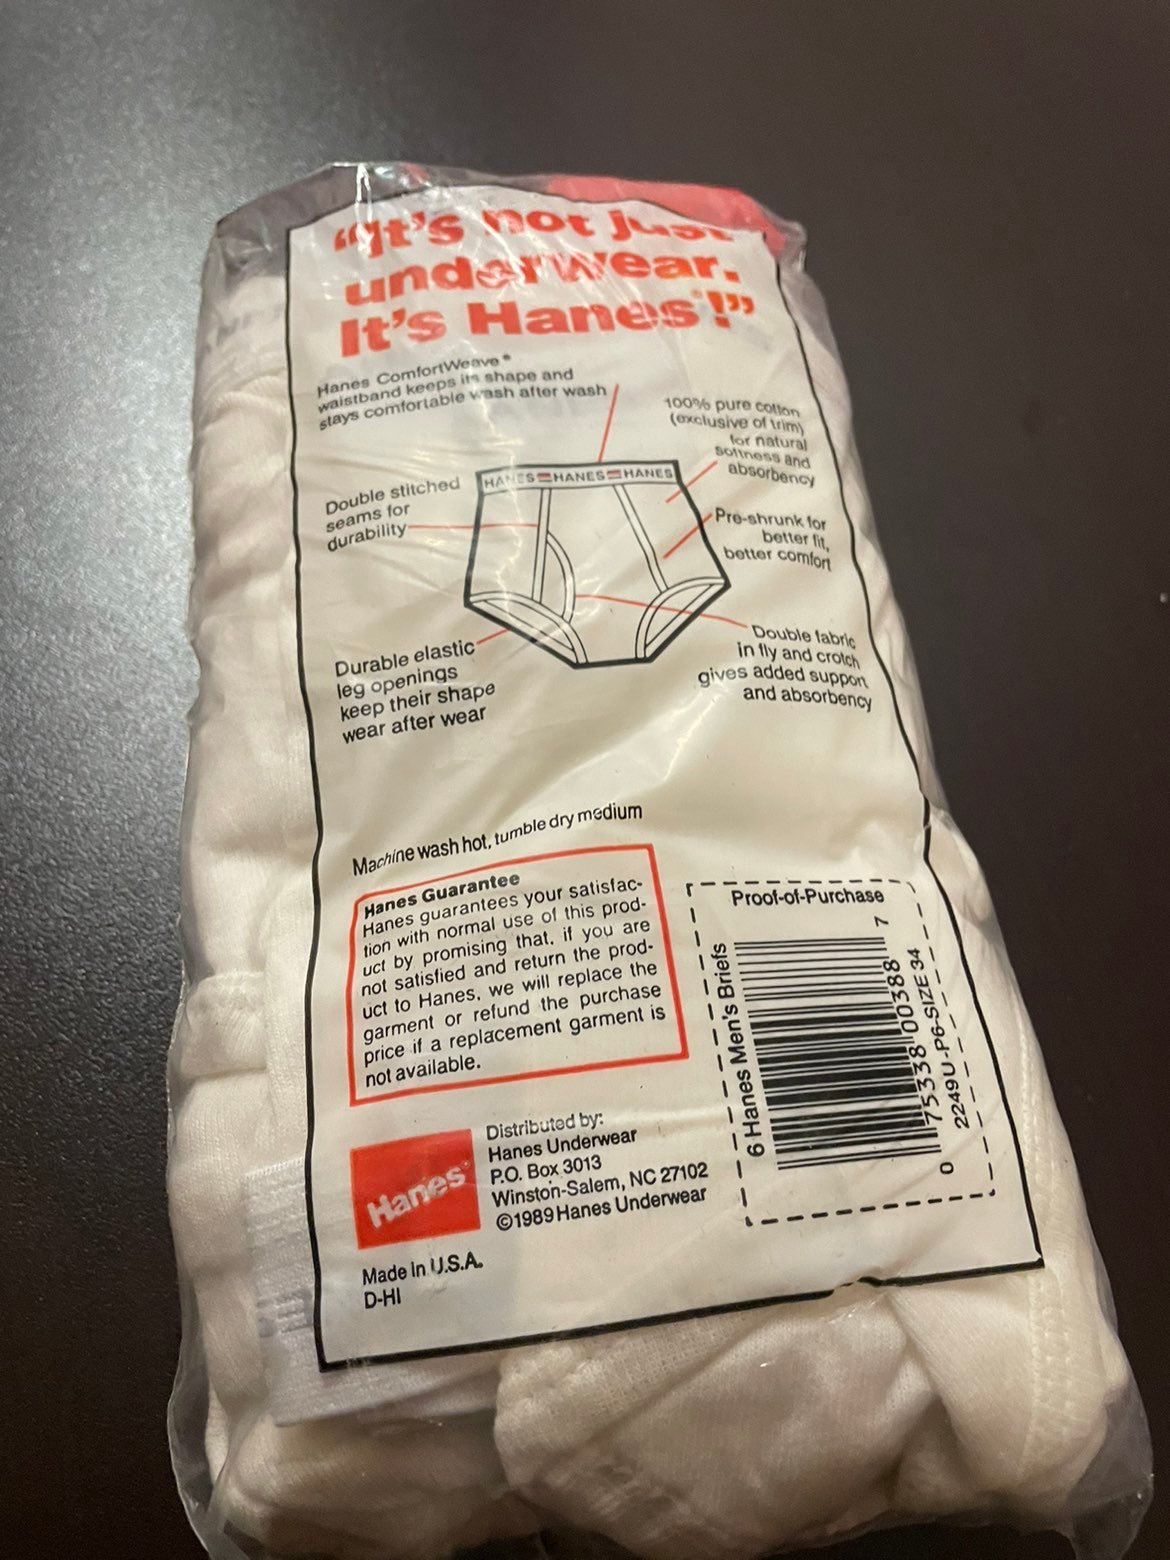 "It's not just
underwear.
It's Hanes®!"
Hanes ComfortWeave®
waistband keeps its shape and
stays comfortable wash after wash
100% pure cotton
(exclusive of trim)
for natural
softness and
absorbency
HANES HANES HANES
Double stitched
seams for
durability
Pre-shrunk for
better fit,
better comfort
Durable elastic
leg openings
keep their shape
wear after wear
Double fabric
in fly and crotch
gives added support
and absorbency
Machine wash hot, tumble dry medium
Hanes Guarantee
Hanes guarantees your satisfac-
tion with normal use of this prod-
uct by promising that, if you are
not satisfied and return the prod-
uct to Hanes, we will replace the
garment or refund the purchase
price if a replacement garment is
not available.
Proof-of-Purchase
6 Hanes Men's Briefs
0 75338 00388 7
2249U-P6-SIZE 34
Hanes®
Distributed by:
Hanes Underwear
P.O. Box 3013
Winston-Salem, NC 27102
©1989 Hanes Underwear
Made in U.S.A.
D-HI